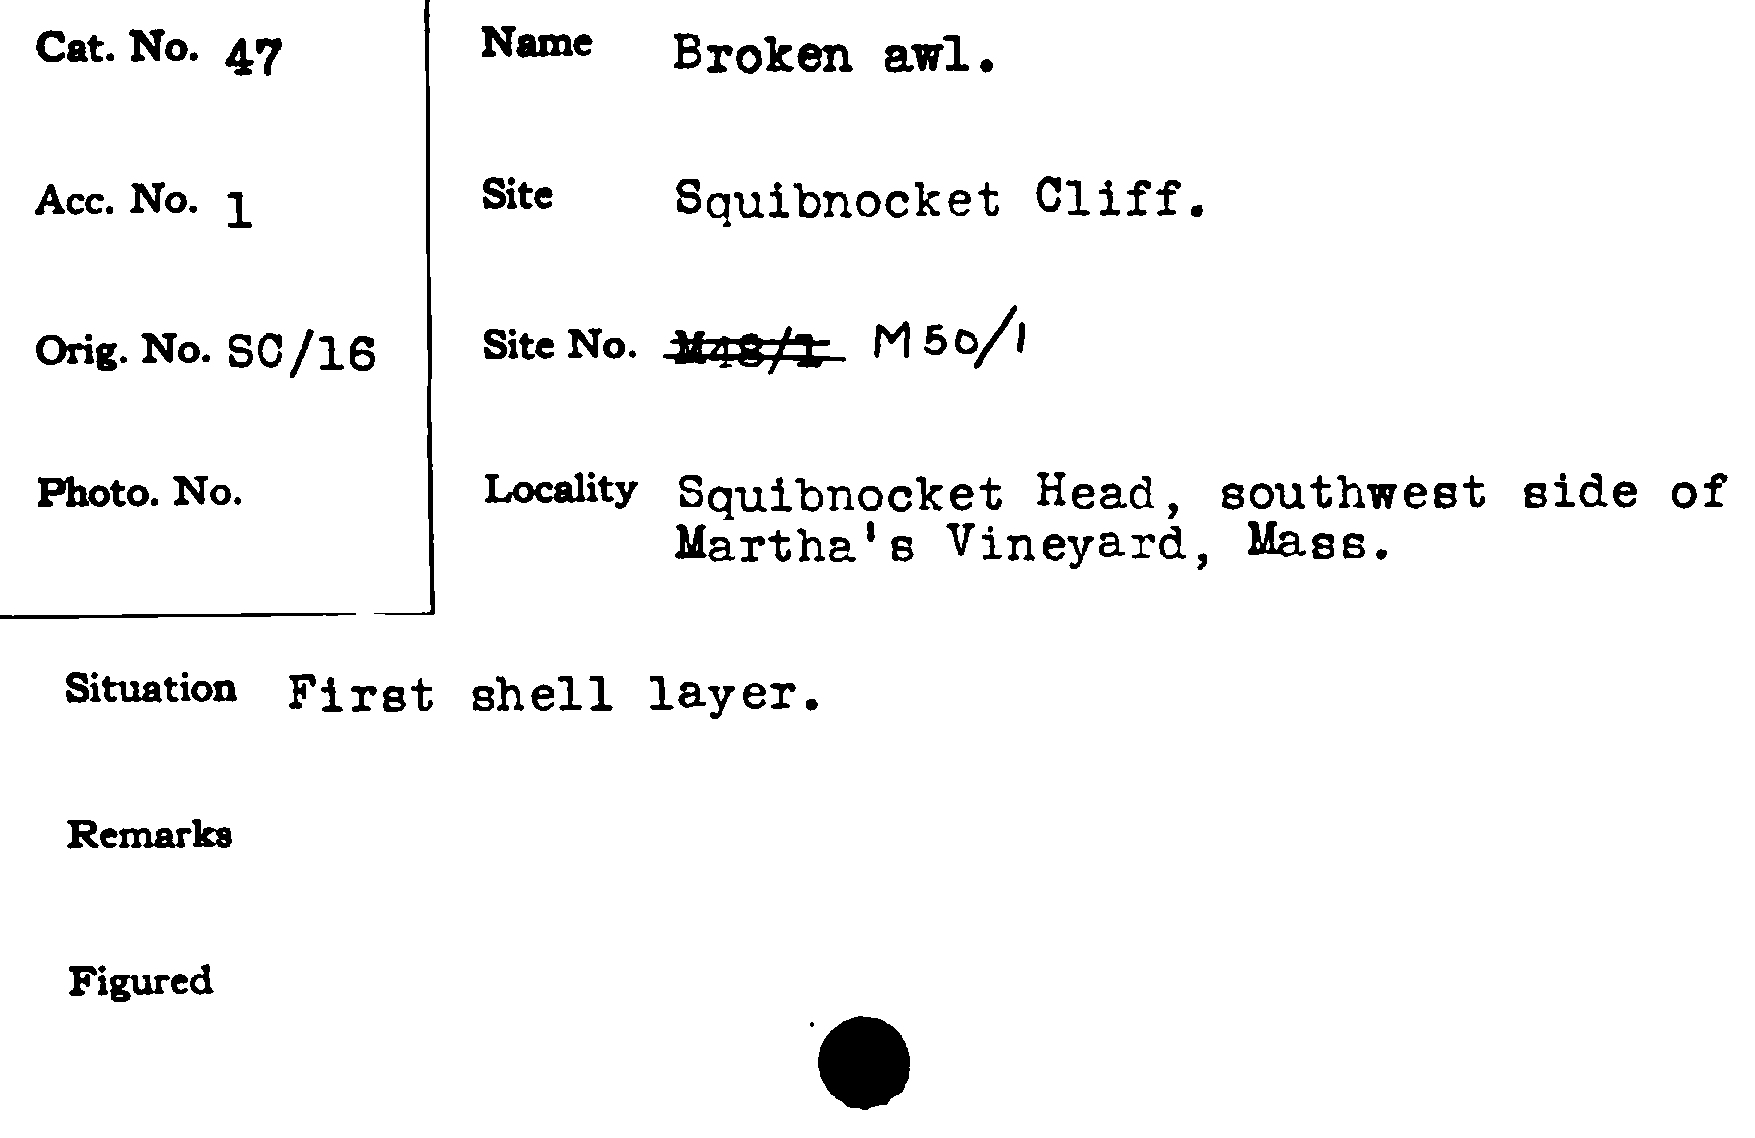 Cat. No. 47
Name Broken awl.
Acc. No. 1
Site Squibnocket Cliff.
Orig. No. SC/16
Site No. M48/1 M50/1
Photo. No.
Locality Squibnocket Head, southwest side of
Martha's Vineyard, Mass.
Situation First shell layer.
Remarks
Figured